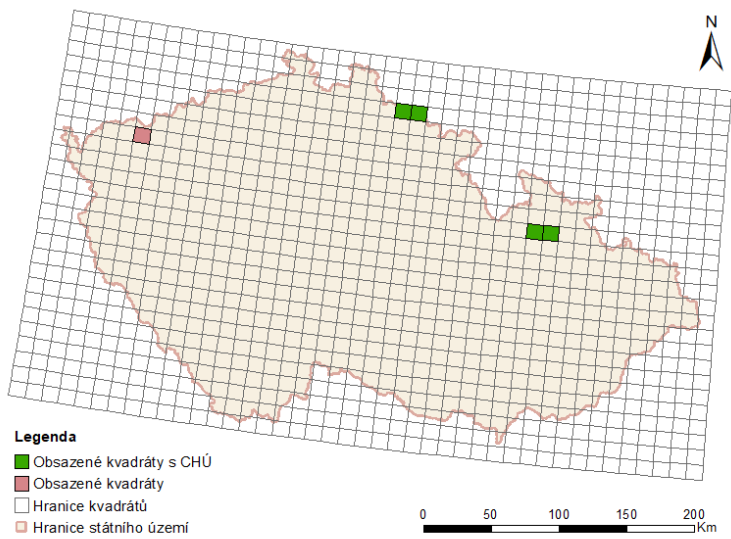 N
Legenda
Obsazené kvadráty s CHÚ
Obsazené kvadráty
Hranice kvadrátů
Hranice státního území
0 50 100 150 200
Km